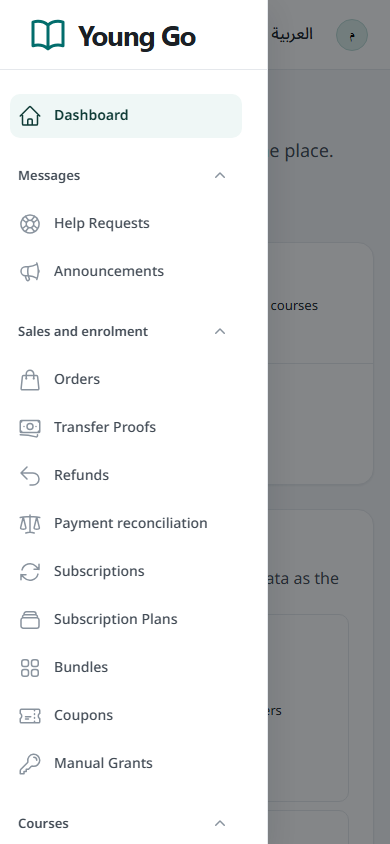 Young Go
العربية
م
Dashboard
e place.
Messages
Help Requests
Announcements
courses
Sales and enrolment
Orders
Transfer Proofs
Refunds
Payment reconciliation
Subscriptions
ata as the
Subscription Plans
Bundles
Coupons
ers
Manual Grants
Courses